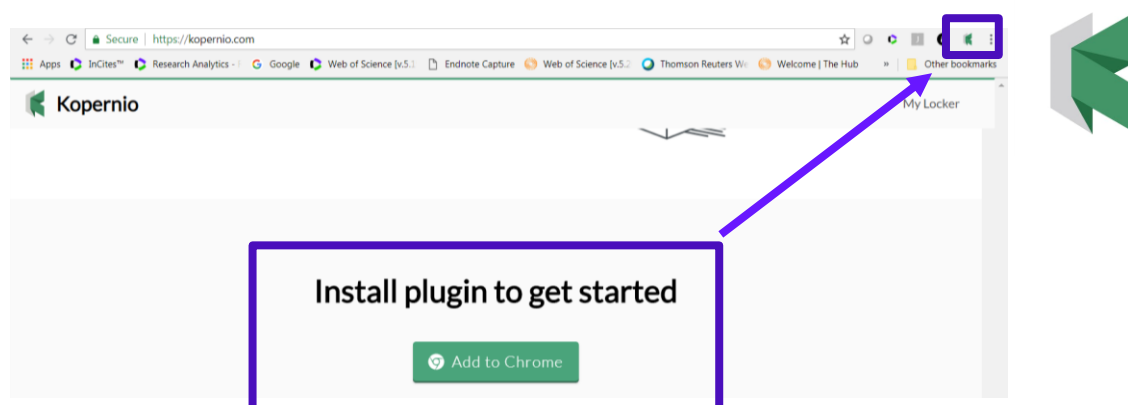 Secure | https://kopernio.com
Apps InCites™ Research Analytics - Google Web of Science [v.5.1 Endnote Capture Web of Science [v.5.2 Thomson Reuters We Welcome | The Hub » Other bookmarks
Kopernio My Locker
Install plugin to get started
Add to Chrome